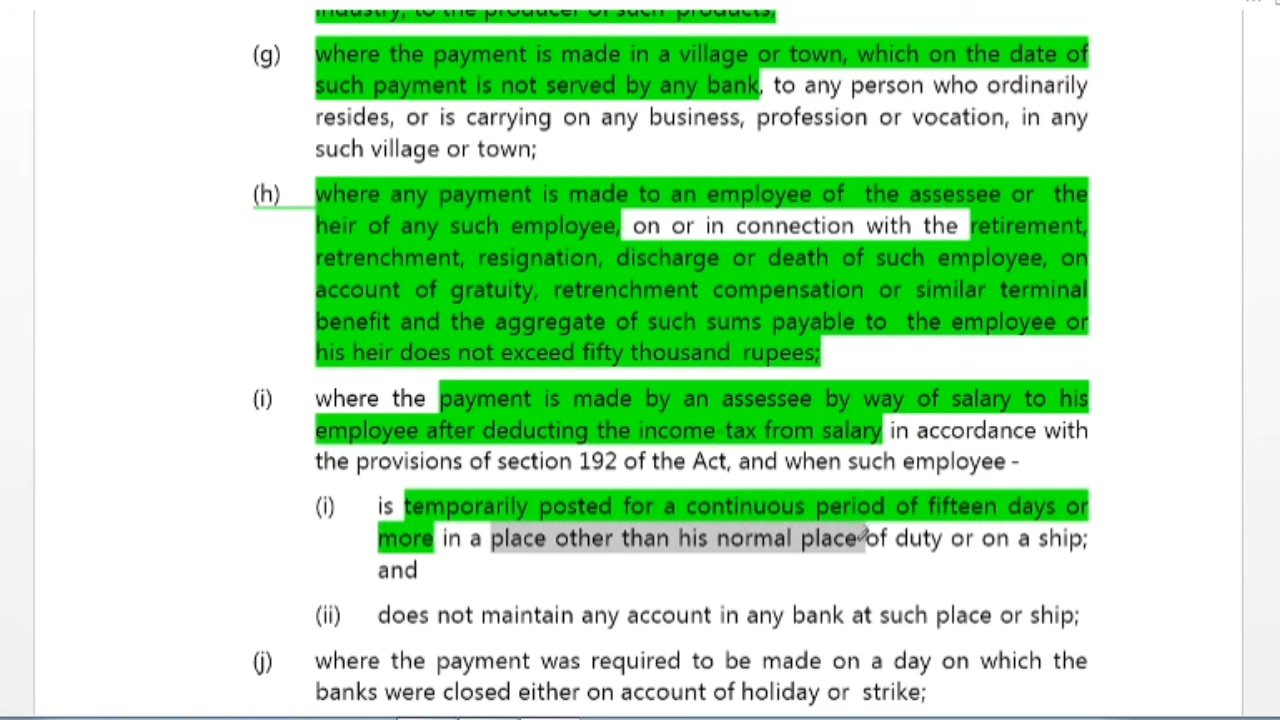 industry, to the producer of such products;
(g) where the payment is made in a village or town, which on the date of
such payment is not served by any bank, to any person who ordinarily
resides, or is carrying on any business, profession or vocation, in any
such village or town;
(h) where any payment is made to an employee of the assessee or the
heir of any such employee, on or in connection with the retirement,
retrenchment, resignation, discharge or death of such employee, on
account of gratuity, retrenchment compensation or similar terminal
benefit and the aggregate of such sums payable to the employee or
his heir does not exceed fifty thousand rupees;
(i) where the payment is made by an assessee by way of salary to his
employee after deducting the income-tax from salary in accordance with
the provisions of section 192 of the Act, and when such employee -
(i) is temporarily posted for a continuous period of fifteen days or
more in a place other than his normal place of duty or on a ship;
and
(ii) does not maintain any account in any bank at such place or ship;
(j) where the payment was required to be made on a day on which the
banks were closed either on account of holiday or strike;